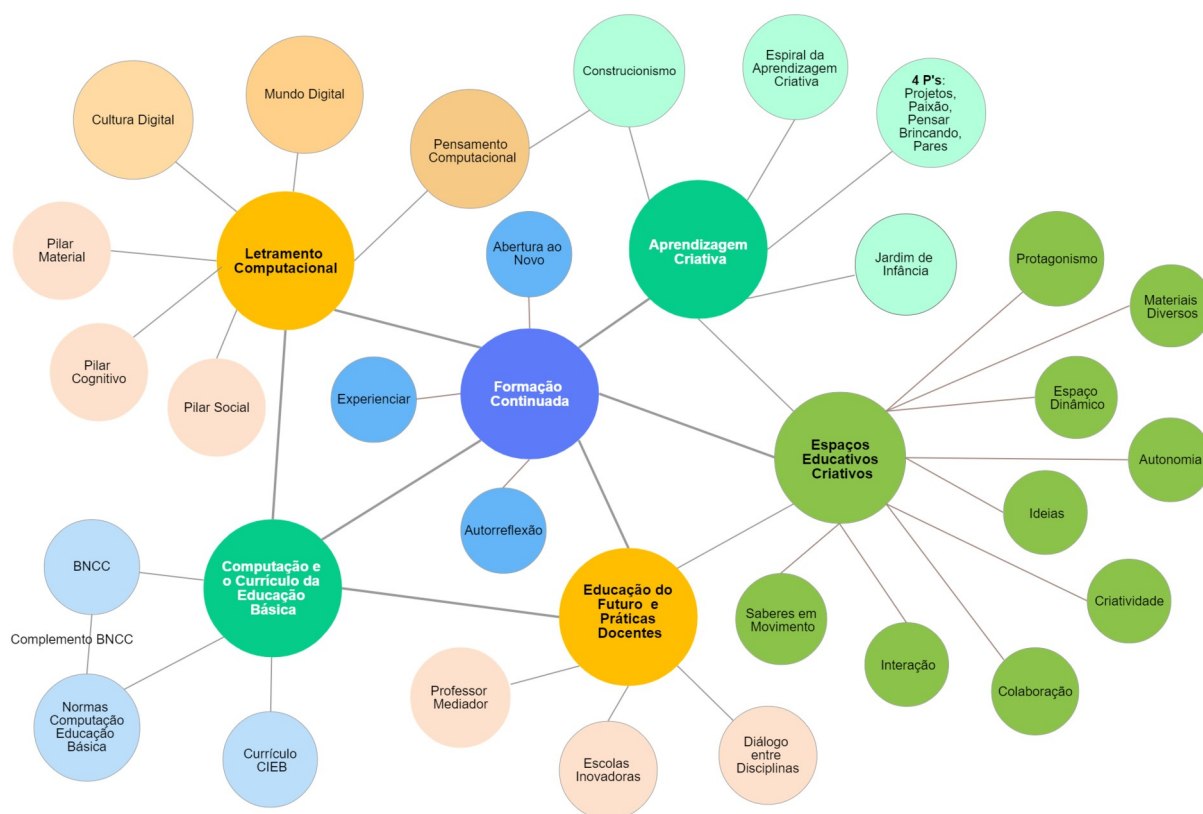 Construcionismo
Espiral da
Aprendizagem
Criativa
4 P's:
Projetos,
Paixão,
Pensar
Brincando,
Pares
Mundo Digital
Cultura Digital
Pensamento
Computacional
Pilar
Material
Letramento
Computacional
Abertura ao
Novo
Aprendizagem
Criativa
Jardim de
Infância
Protagonismo
Materiais
Diversos
Pilar
Cognitivo
Pilar Social
Experienciar
Formação
Continuada
Espaço
Dinâmico
Espaços
Educativos
Criativos
Autonomia
Ideias
Autorreflexão
BNCC
Complemento BNCC
Computação e
o Currículo da
Educação
Básica
Educação do
Futuro e
Práticas
Docentes
Saberes em
Movimento
Criatividade
Interação
Colaboração
Normas
Computação
Educação
Básica
Currículo
CIEB
Professor
Mediador
Escolas
Inovadoras
Diálogo
entre
Disciplinas